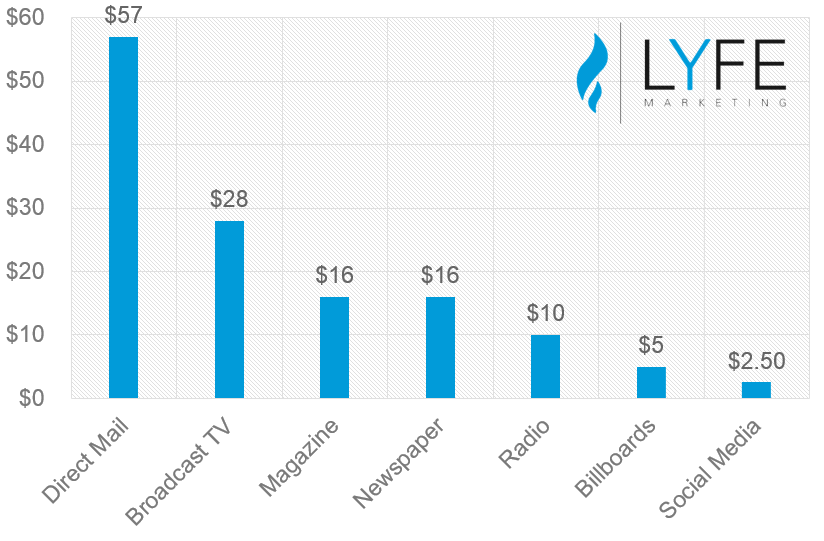 $60
$50
$40
$30
$20
$10
$0
$57
$28
$16
$16
$10
$5
$2.50
LYFE
MARKETING
Direct Mail
Broadcast TV
Magazine
Newspaper
Radio
Billboards
Social Media